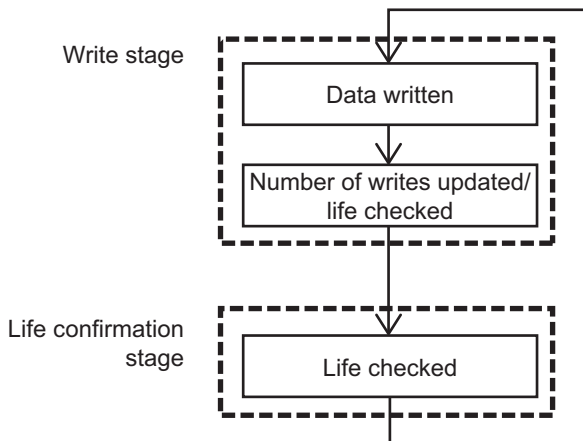 Write stage
Data written
Number of writes updated/
life checked
Life confirmation
stage
Life checked